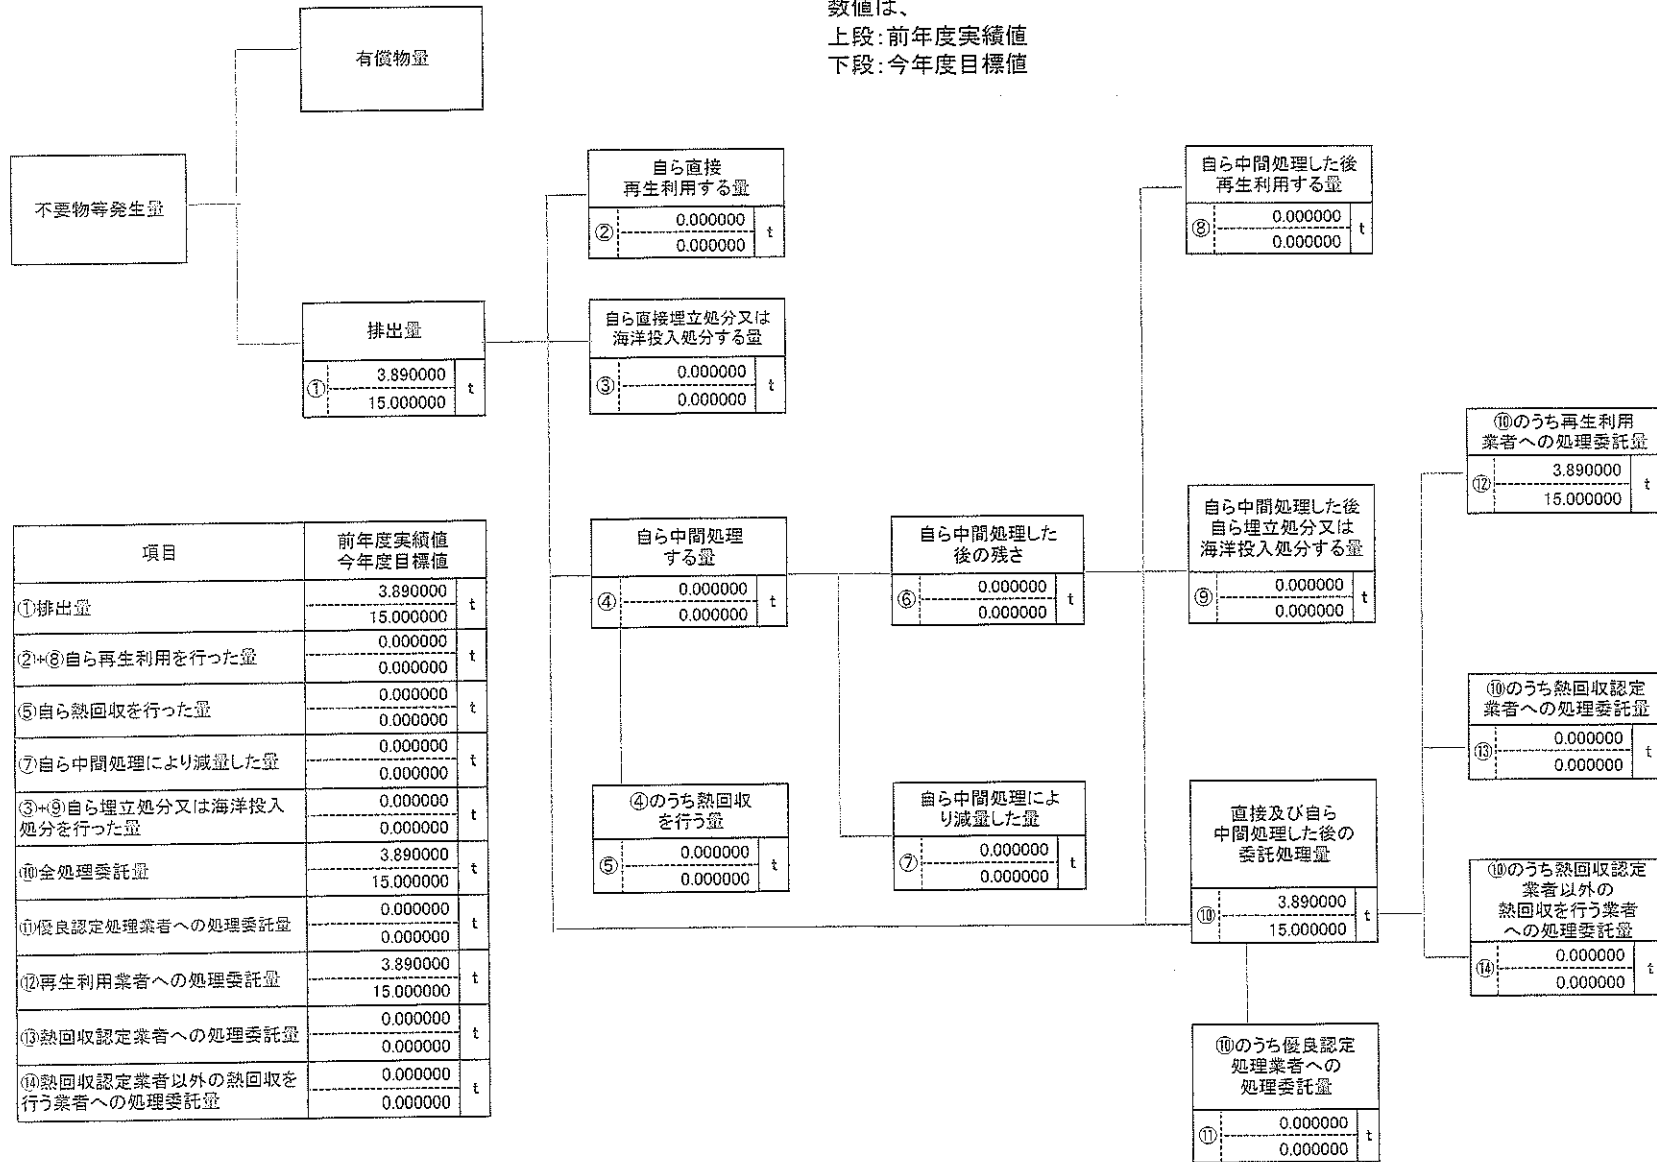 数値は、
上段:前年度実績値
下段:今年度目標値
有償物量
不要物等発生量
排出量
① 3.890000 t
15.000000
自ら直接
再生利用する量
② 0.000000 t
0.000000
自ら直接埋立処分又は
海洋投入処分する量
③ 0.000000 t
0.000000
自ら中間処理
する量
④ 0.000000 t
0.000000
④のうち熱回収
を行う量
⑤ 0.000000 t
0.000000
自ら中間処理した
後の残さ
⑥ 0.000000 t
0.000000
自ら中間処理によ
り減量した量
⑦ 0.000000 t
0.000000
自ら中間処理した後
再生利用する量
⑧ 0.000000 t
0.000000
自ら中間処理した後
自ら埋立処分又は
海洋投入処分する量
⑨ 0.000000 t
0.000000
直接及び自ら
中間処理した後の
委託処理量
⑩ 3.890000 t
15.000000
⑩のうち優良認定
処理業者への
処理委託量
⑪ 0.000000 t
0.000000
⑩のうち再生利用
業者への処理委託量
⑫ 3.890000 t
15.000000
⑩のうち熱回収認定
業者への処理委託量
⑬ 0.000000 t
0.000000
⑩のうち熱回収認定
業者以外の
熱回収を行う業者
への処理委託量
⑭ 0.000000 t
0.000000
項目 前年度実績値
今年度目標値
①排出量 3.890000 t
15.000000
②+⑧自ら再生利用を行った量 0.000000 t
0.000000
⑤自ら熱回収を行った量 0.000000 t
0.000000
⑦自ら中間処理により減量した量 0.000000 t
0.000000
③+⑨自ら埋立処分又は海洋投入
処分を行った量 0.000000 t
0.000000
⑩全処理委託量 3.890000 t
15.000000
⑪優良認定処理業者への処理委託量 0.000000 t
0.000000
⑫再生利用業者への処理委託量 3.890000 t
15.000000
⑬熱回収認定業者への処理委託量 0.000000 t
0.000000
⑭熱回収認定業者以外の熱回収を
行う業者への処理委託量 0.000000 t
0.000000